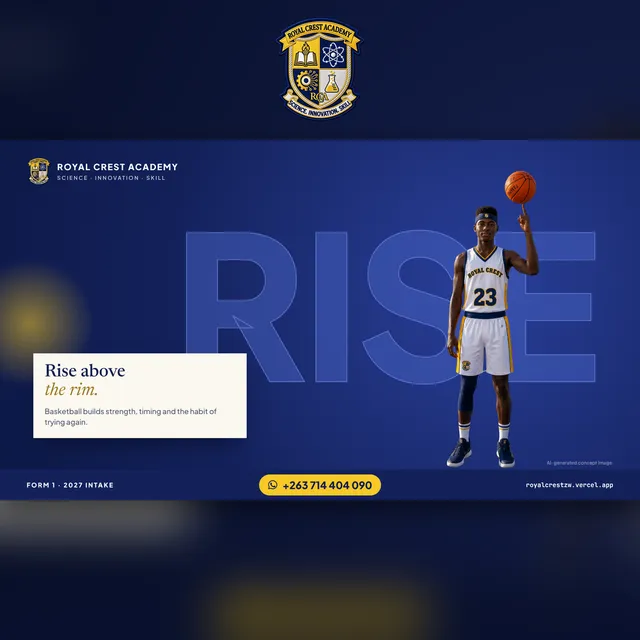 ROYAL CREST ACADEMY
RCA
SCIENCE, INNOVATION, SKILL
ROYAL CREST ACADEMY
SCIENCE · INNOVATION · SKILL
RISE
ROYAL CREST
23
Rise above
the rim.
Basketball builds strength, timing and the habit of
trying again.
AI-generated concept image
FORM 1 · 2027 INTAKE
+263 714 404 090
royalcrestzw.vercel.app